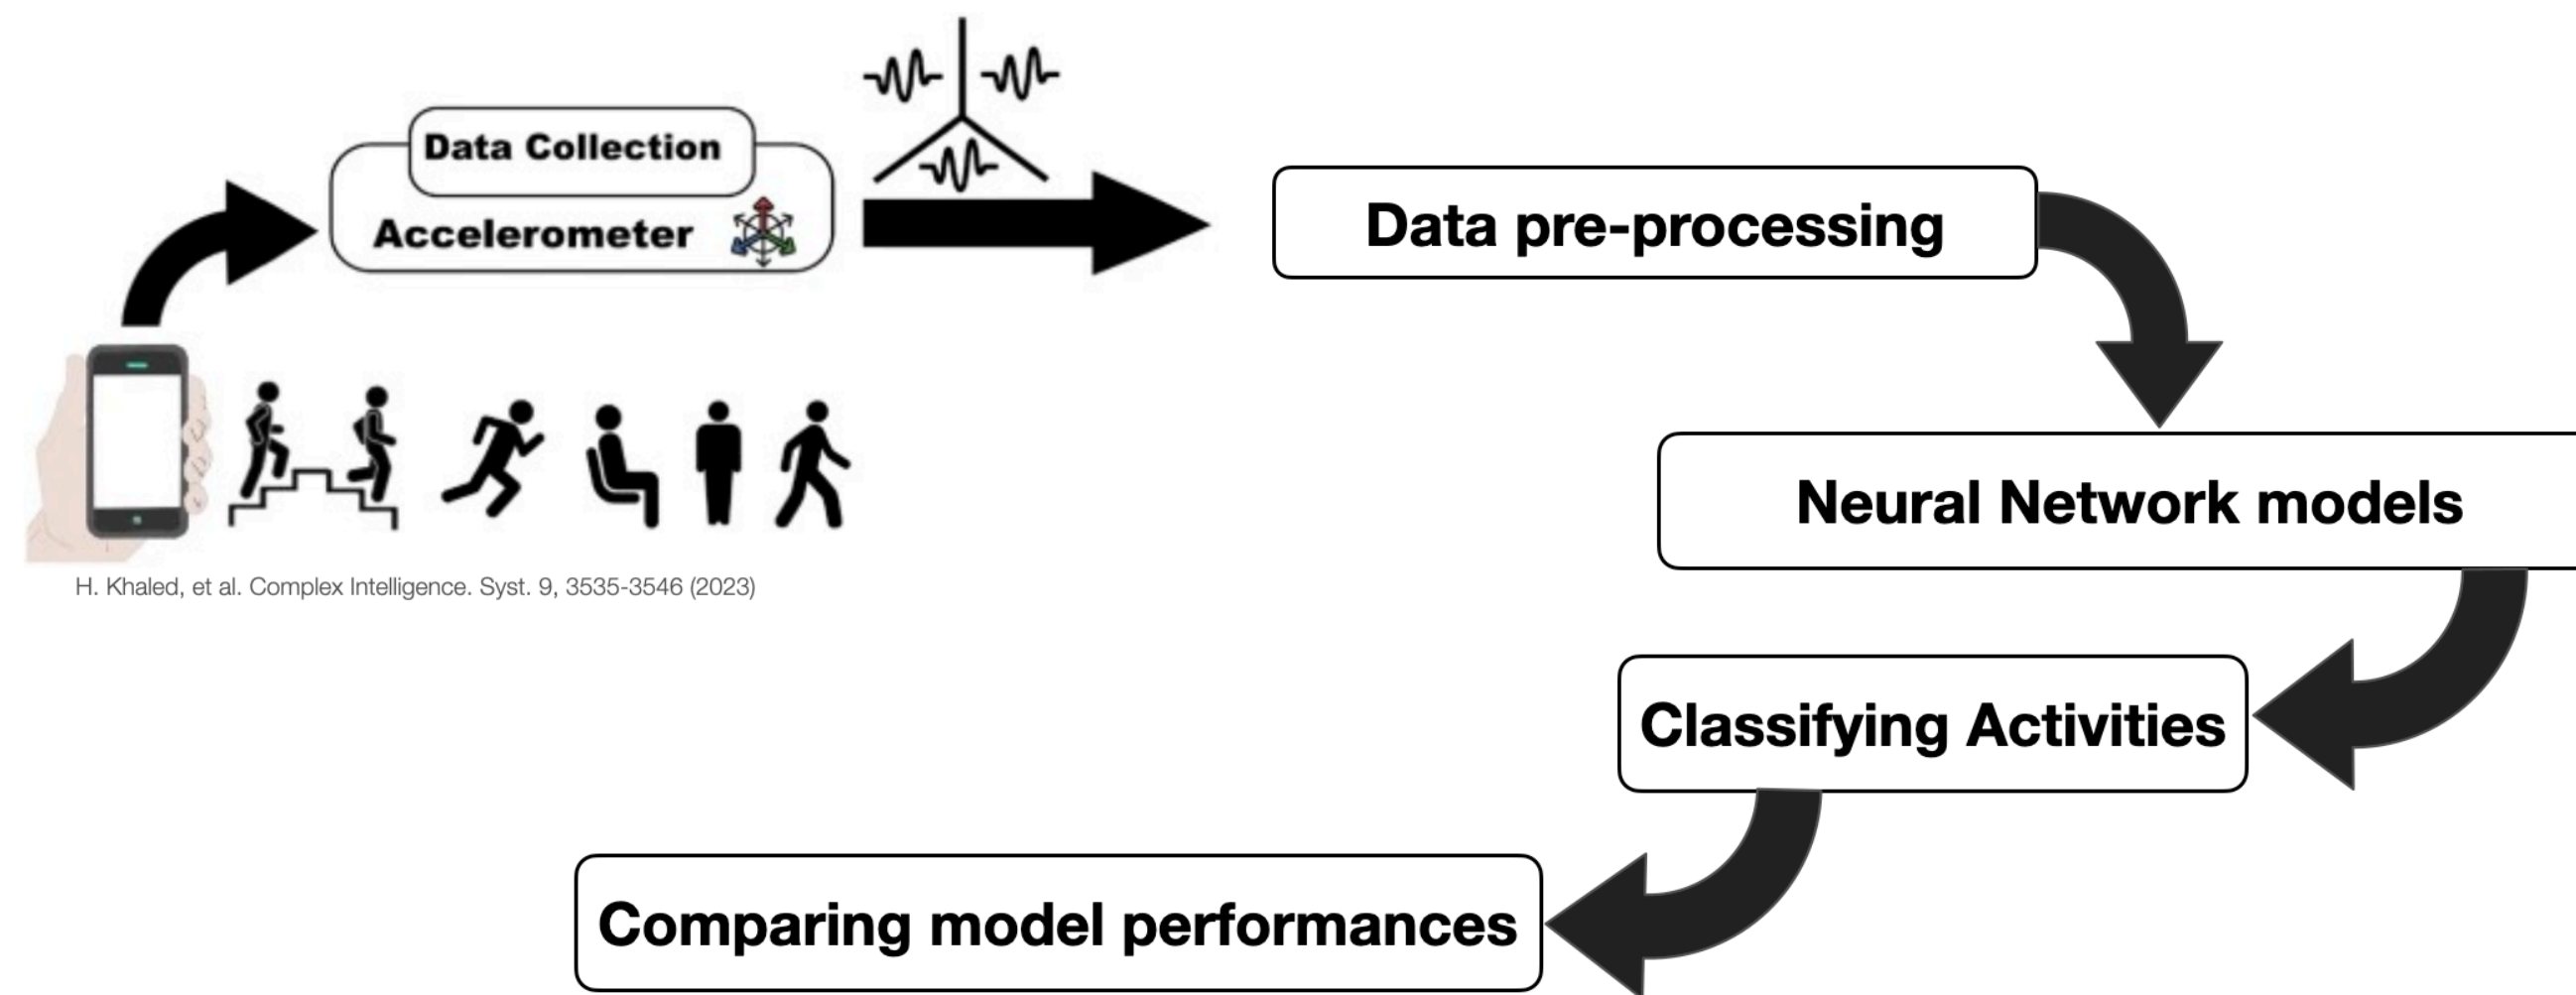 Data Collection
Accelerometer
Data pre-processing
Neural Network models
H. Khaled, et al. Complex Intelligence. Syst. 9, 3535-3546 (2023)
Classifying Activities
Comparing model performances